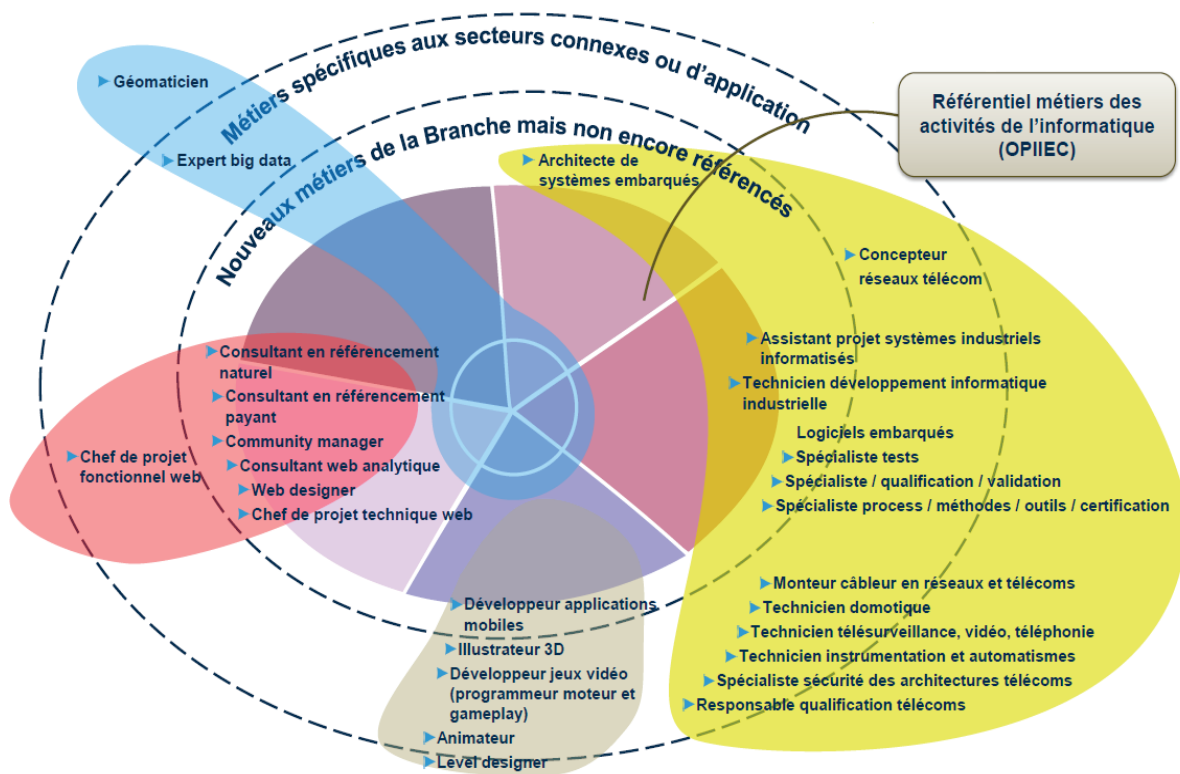 Métiers spécifiques aux secteurs connexes ou d'application
Nouveaux métiers de la Branche mais non encore référencés
Référentiel métiers des
activités de l'informatique
(OPIIEC)
Géomaticien
Expert big data
Architecte de
systèmes embarqués
Concepteur
réseaux télécom
Assistant projet systèmes industriels
informatisés
Technicien développement informatique
industrielle
Logiciels embarqués
Spécialiste tests
Spécialiste / qualification / validation
Spécialiste process / méthodes / outils / certification
Monteur câbleur en réseaux et télécoms
Technicien domotique
Technicien télésurveillance, vidéo, téléphonie
Technicien instrumentation et automatismes
Spécialiste sécurité des architectures télécoms
Responsable qualification télécoms
Consultant en référencement
naturel
Consultant en référencement
payant
Community manager
Consultant web analytique
Web designer
Chef de projet technique web
Chef de projet
fonctionnel web
Développeur applications
mobiles
Illustrateur 3D
Développeur jeux vidéo
(programmeur moteur et
gameplay)
Animateur
Level designer